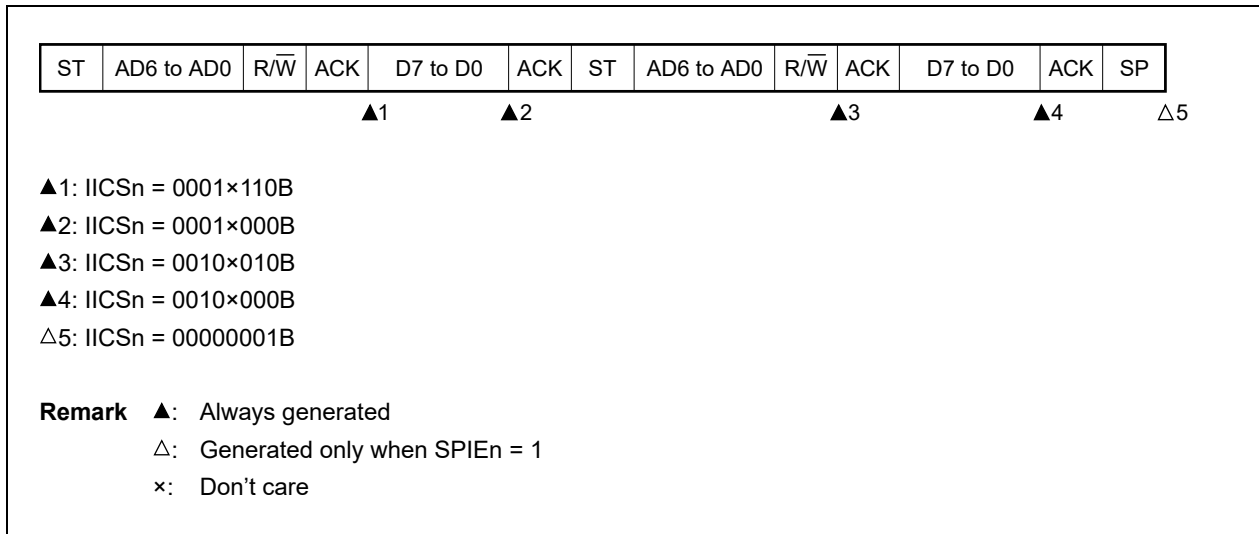 ST AD6 to AD0 R/W̅ ACK D7 to D0 ACK ST AD6 to AD0 R/W̅ ACK D7 to D0 ACK SP
▲1 ▲2 ▲3 ▲4 △5
▲1: IICSn = 0001×110B
▲2: IICSn = 0001×000B
▲3: IICSn = 0010×010B
▲4: IICSn = 0010×000B
△5: IICSn = 00000001B
Remark ▲: Always generated
△: Generated only when SPIEn = 1
×: Don't care